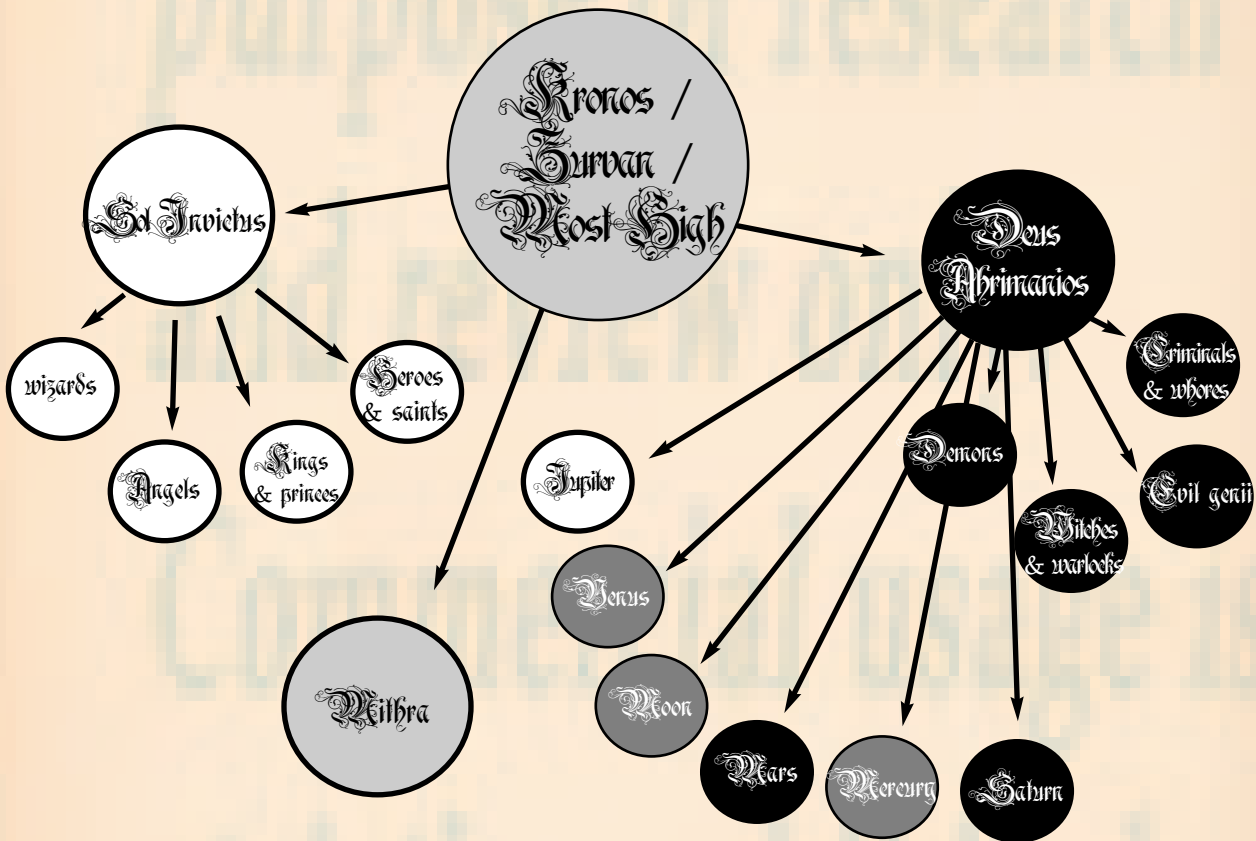 Kronos /
Zurvan /
Most High
Sol Invictus
Deus
Ahrimanios
wizards
Angels
Kings
& princes
Heroes
& saints
Mithra
Jupiter
Venus
Moon
Mars
Mercury
Saturn
Demons
Witches
& warlocks
Evil genii
Criminals
& whores